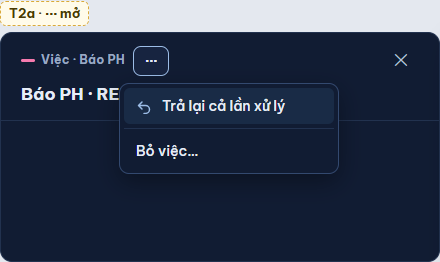 T2a · ··· mở
Việc · Báo PH ···
Báo PH · RE
Trả lại cả lần xử lý
Bỏ việc...